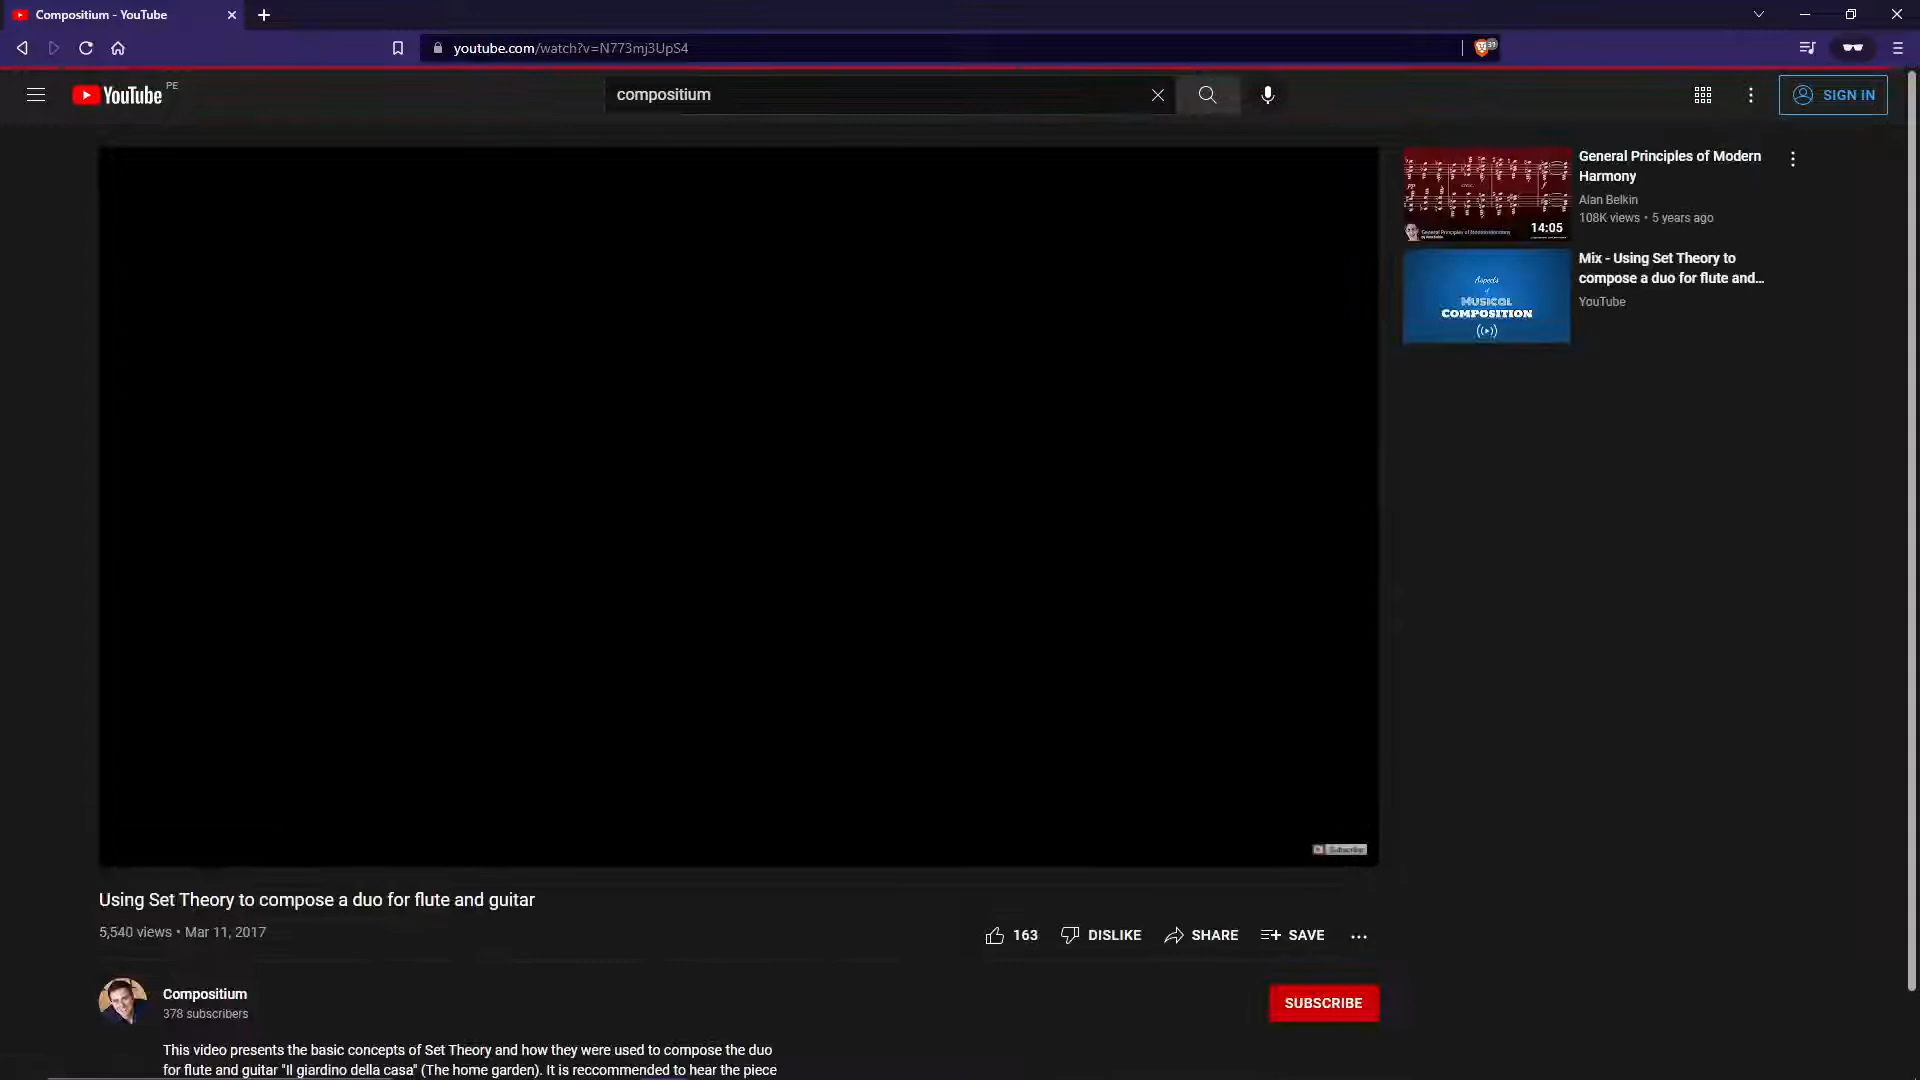 Compositium - YouTube
youtube.com/watch?v=N773mj3UpS4
31
YouTube PE
compositium
SIGN IN
General Principles of Modern
Harmony
Alan Belkin
108K views • 5 years ago
14:05
Mix - Using Set Theory to
compose a duo for flute and...
YouTube
Aspects
of
MUSICAL
COMPOSITION
Subscribe
Using Set Theory to compose a duo for flute and guitar
5,540 views • Mar 11, 2017
163 DISLIKE SHARE SAVE
Compositium
378 subscribers
SUBSCRIBE
This video presents the basic concepts of Set Theory and how they were used to compose the duo
for flute and guitar "Il giardino della casa" (The home garden). It is reccommended to hear the piece